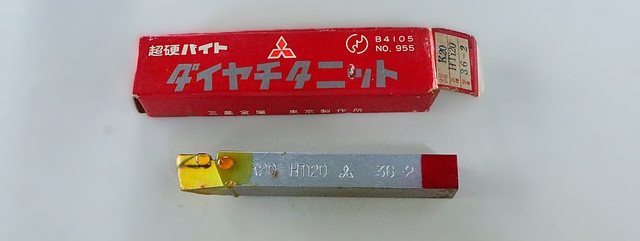 超硬バイト
B4105
NO. 955
ダイヤチタニット
三菱金属 東京製作所
K20
HTi20
36-2
K20 HTi20 36-2